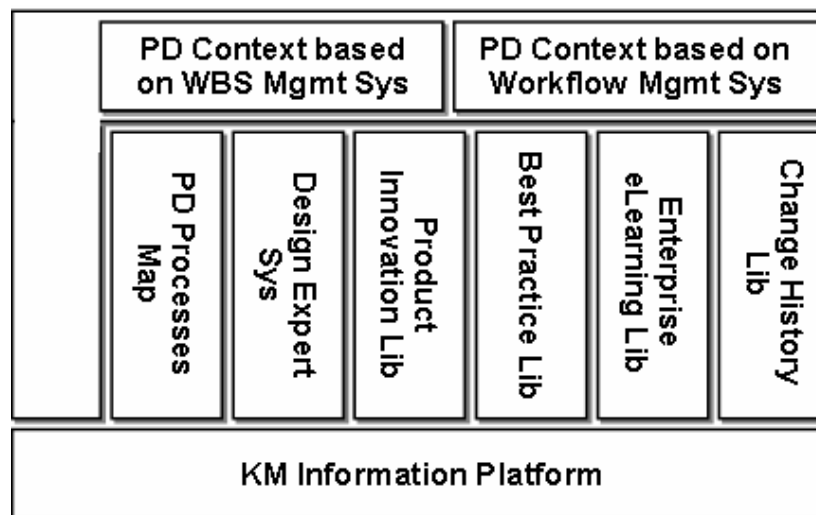 PD Context based
on WBS Mgmt Sys
PD Context based on
Workflow Mgmt Sys
PD Processes
Map
Design Expert
Sys
Product
Innovation Lib
Best Practice Lib
Enterprise
eLearning Lib
Change History
Lib
KM Information Platform